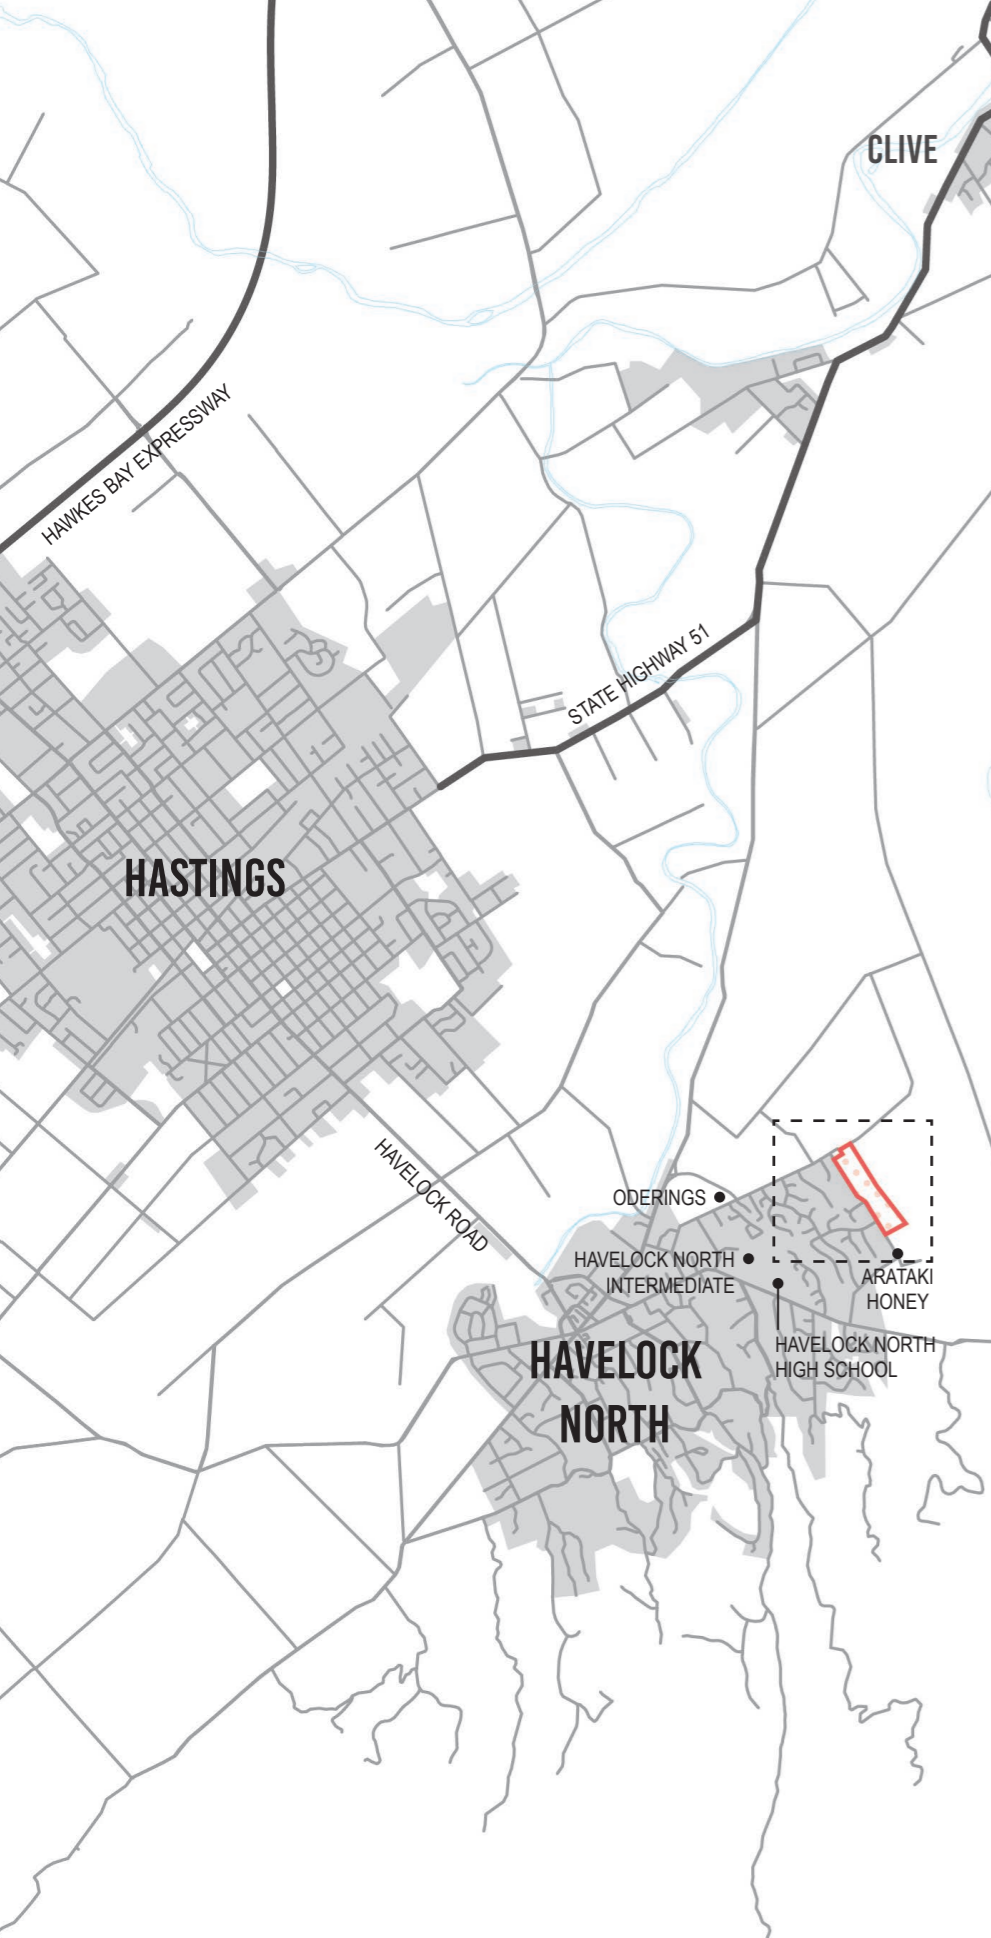 CLIVE
HAWKES BAY EXPRESSWAY
STATE HIGHWAY 51
HASTINGS
HAVELOCK ROAD
ODERINGS
HAVELOCK NORTH
INTERMEDIATE
ARATAKI
HONEY
HAVELOCK NORTH
HIGH SCHOOL
HAVELOCK
NORTH